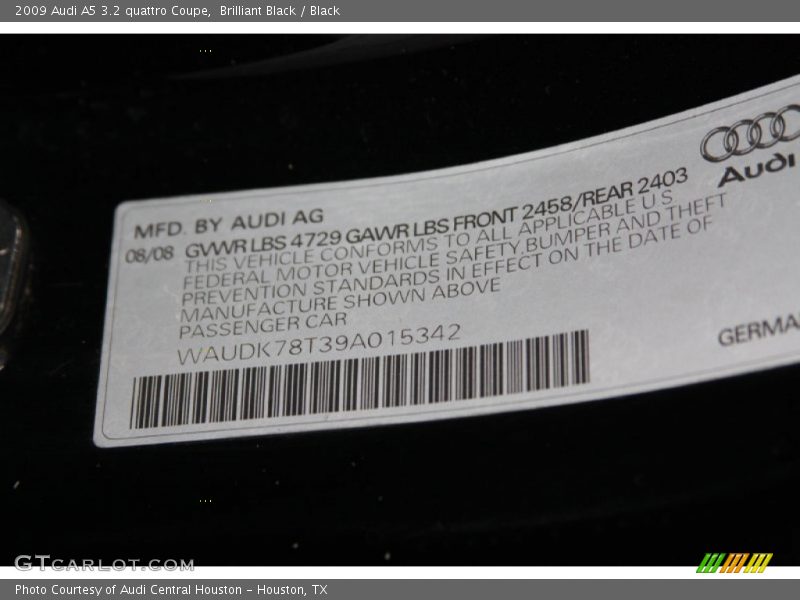 2009 Audi A5 3.2 quattro Coupe,  Brilliant Black / Black
Audi
MFD. BY AUDI AG
08/08 GVWR LBS 4729 GAWR LBS FRONT 2458/REAR 2403
THIS VEHICLE CONFORMS TO ALL APPLICABLE U S
FEDERAL MOTOR VEHICLE SAFETY,BUMPER AND THEFT
PREVENTION STANDARDS IN EFFECT ON THE DATE OF
MANUFACTURE SHOWN ABOVE
PASSENGER CAR
WAUDK78T39A015342
GERMA
GTCARLOT.COM
Photo Courtesy of Audi Central Houston - Houston, TX